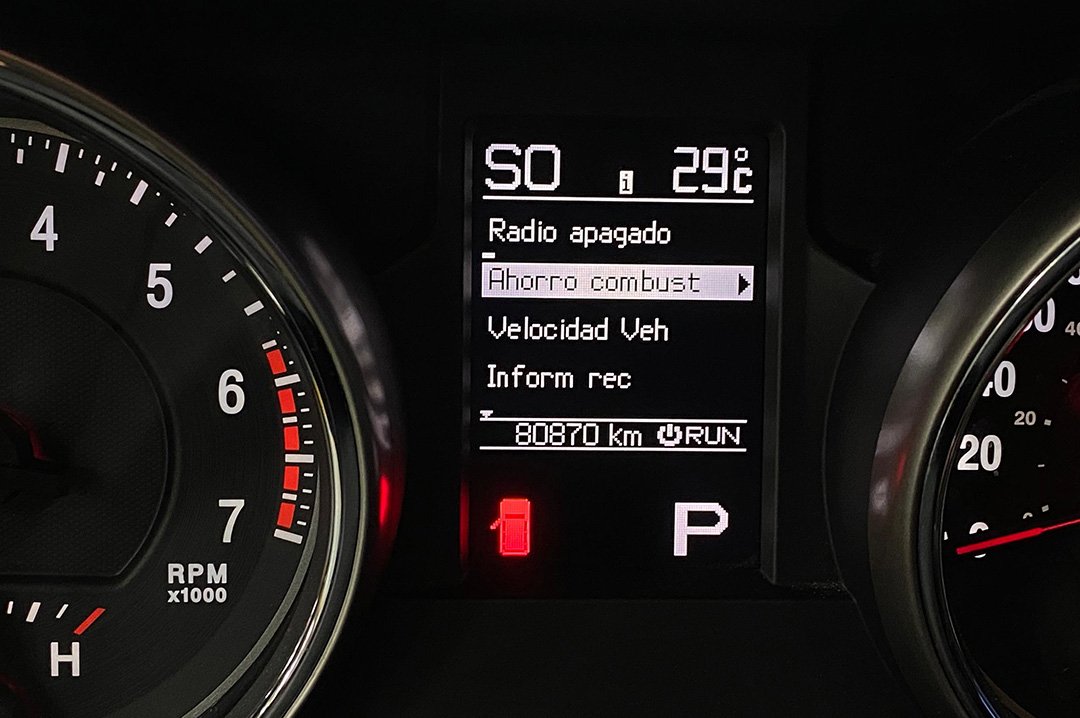 4
5
6
7
RPM
x1000
H
SO i 29°C
Radio apagado
Ahorro combust
Velocidad Veh
Inform rec
80870 km RUN
P
40
20
20